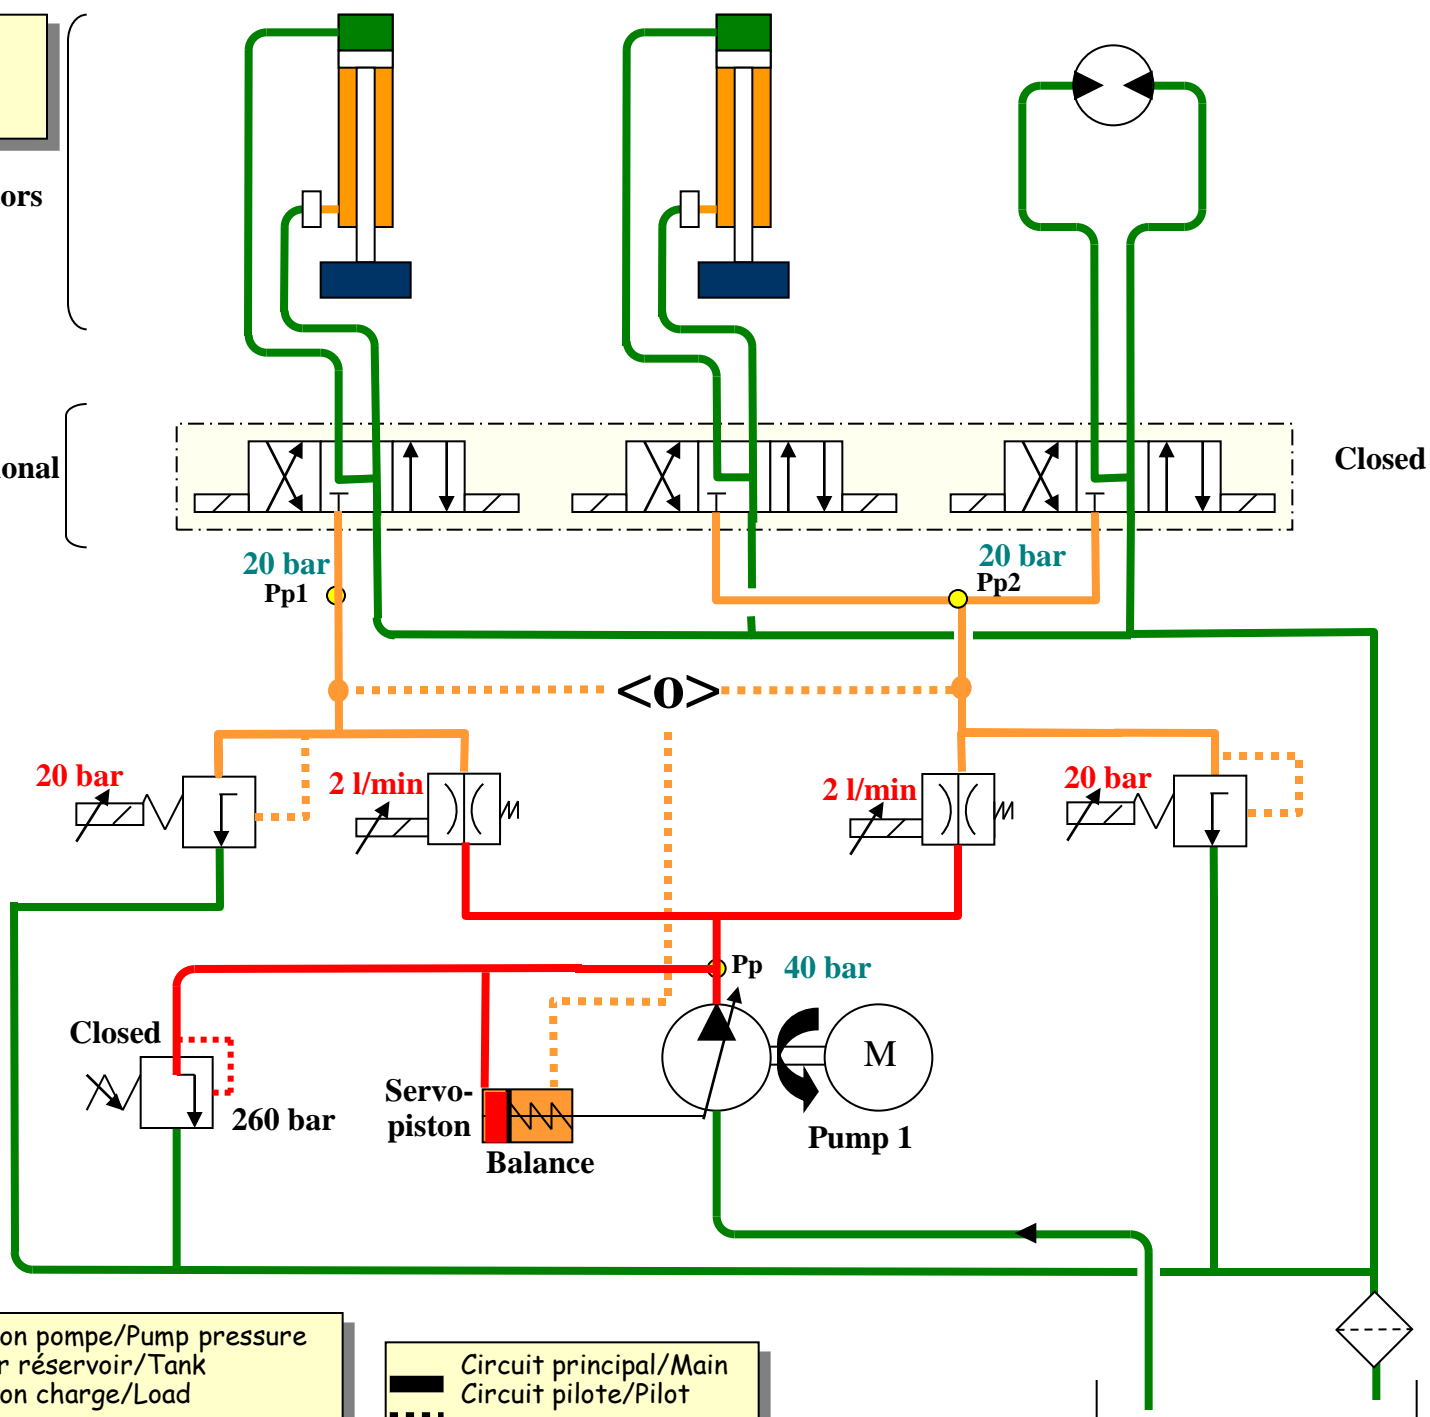 ors
onal
Closed
20 bar
Pp1
20 bar
Pp2
<o>
20 bar
2 l/min
2 l/min
20 bar
Pp
40 bar
Closed
260 bar
Servo-
piston
Balance
M
Pump 1
on pompe/Pump pressure
r réservoir/Tank
on charge/Load
Circuit principal/Main
Circuit pilote/Pilot